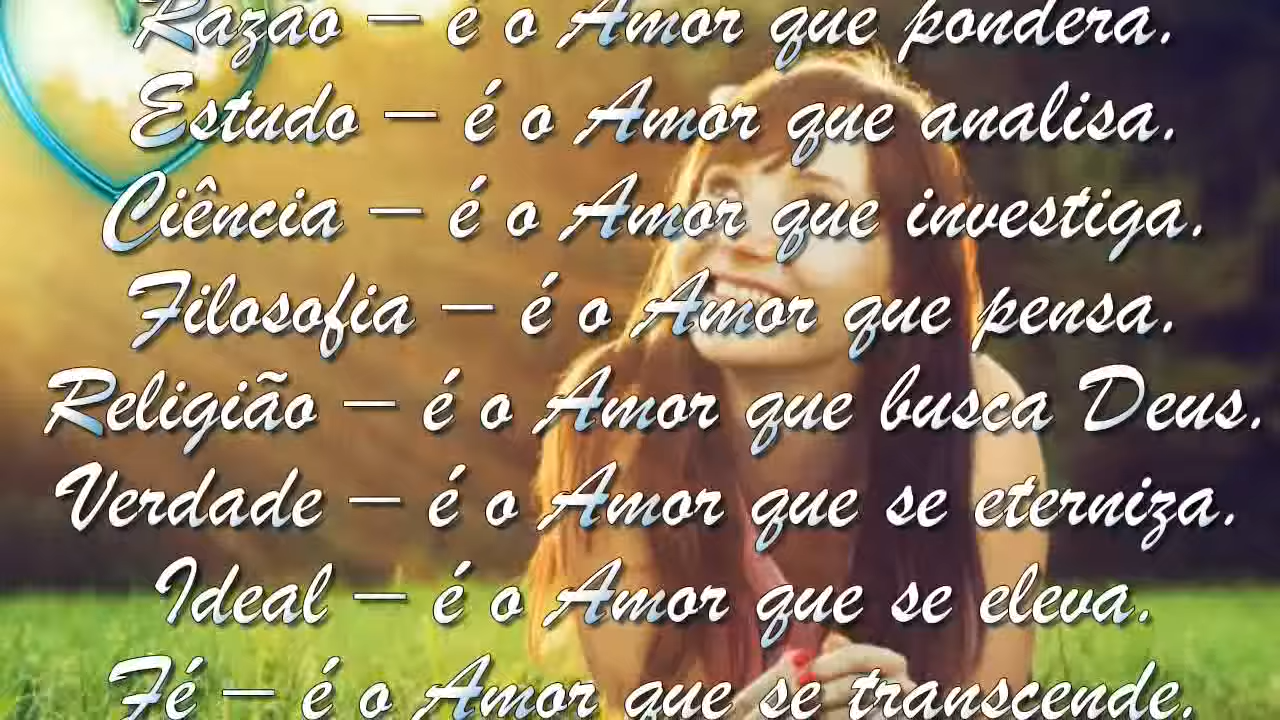 Razão – é o Amor que pondera.
Estudo – é o Amor que analisa.
Ciência – é o Amor que investiga.
Filosofia – é o Amor que pensa.
Religião – é o Amor que busca Deus.
Verdade – é o Amor que se eterniza.
Ideal – é o Amor que se eleva.
Fé – é o Amor que se transcende.